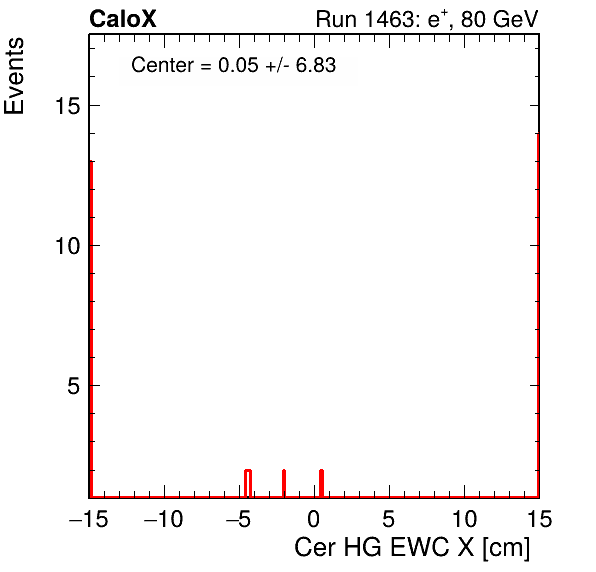 CaloX Run 1463: e⁺, 80 GeV
Center = 0.05 +/- 6.83
Events
15
10
5
−15 −10 −5 0 5 10 15
Cer HG EWC X [cm]